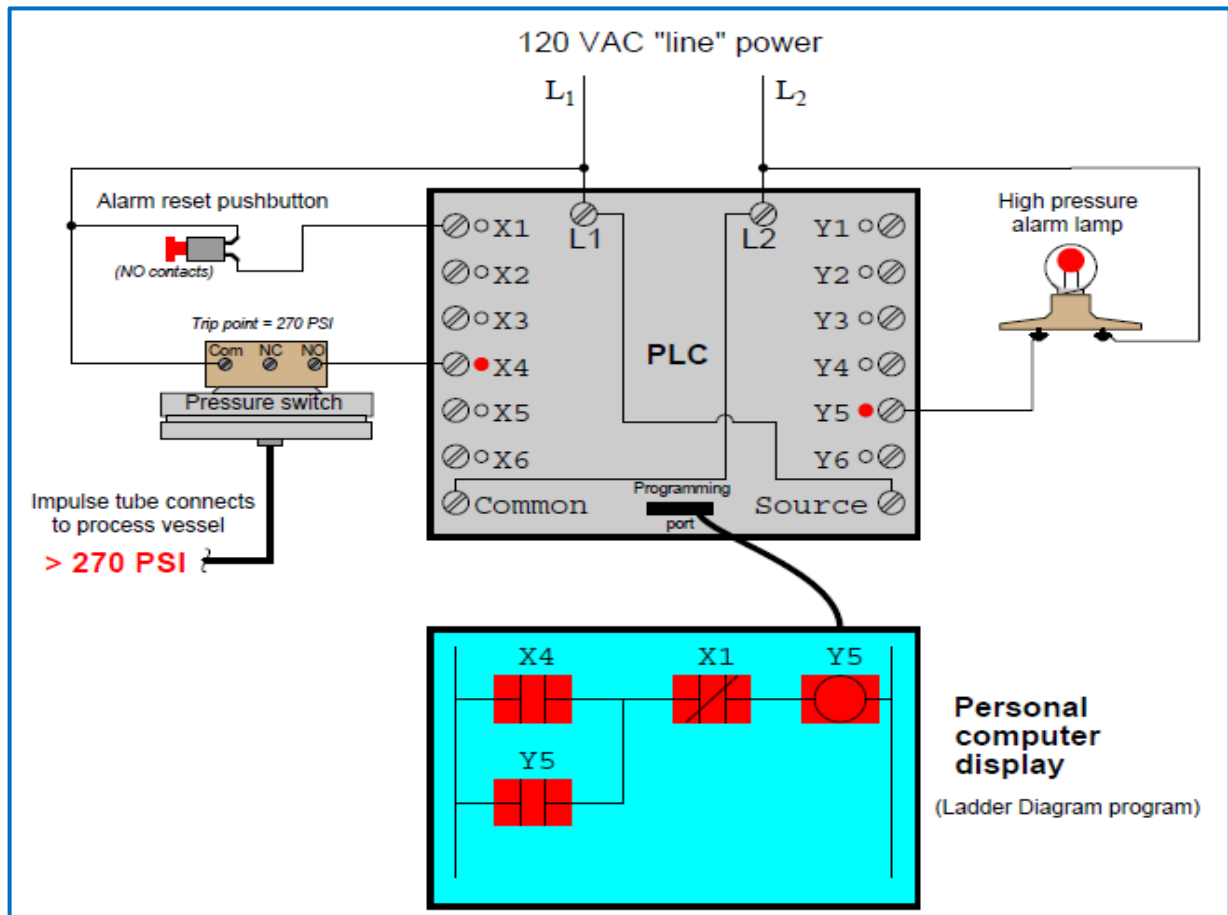 120 VAC "line" power
L1
L2
Alarm reset pushbutton
(NO contacts)
Trip point = 270 PSI
Com NC NO
Pressure switch
Impulse tube connects
to process vessel
> 270 PSI
X1
X2
X3
X4
X5
X6
Common
L1
L2
PLC
Programming
port
Y1
Y2
Y3
Y4
Y5
Y6
Source
High pressure
alarm lamp
X4
X1
Y5
Y5
Personal
computer
display
(Ladder Diagram program)